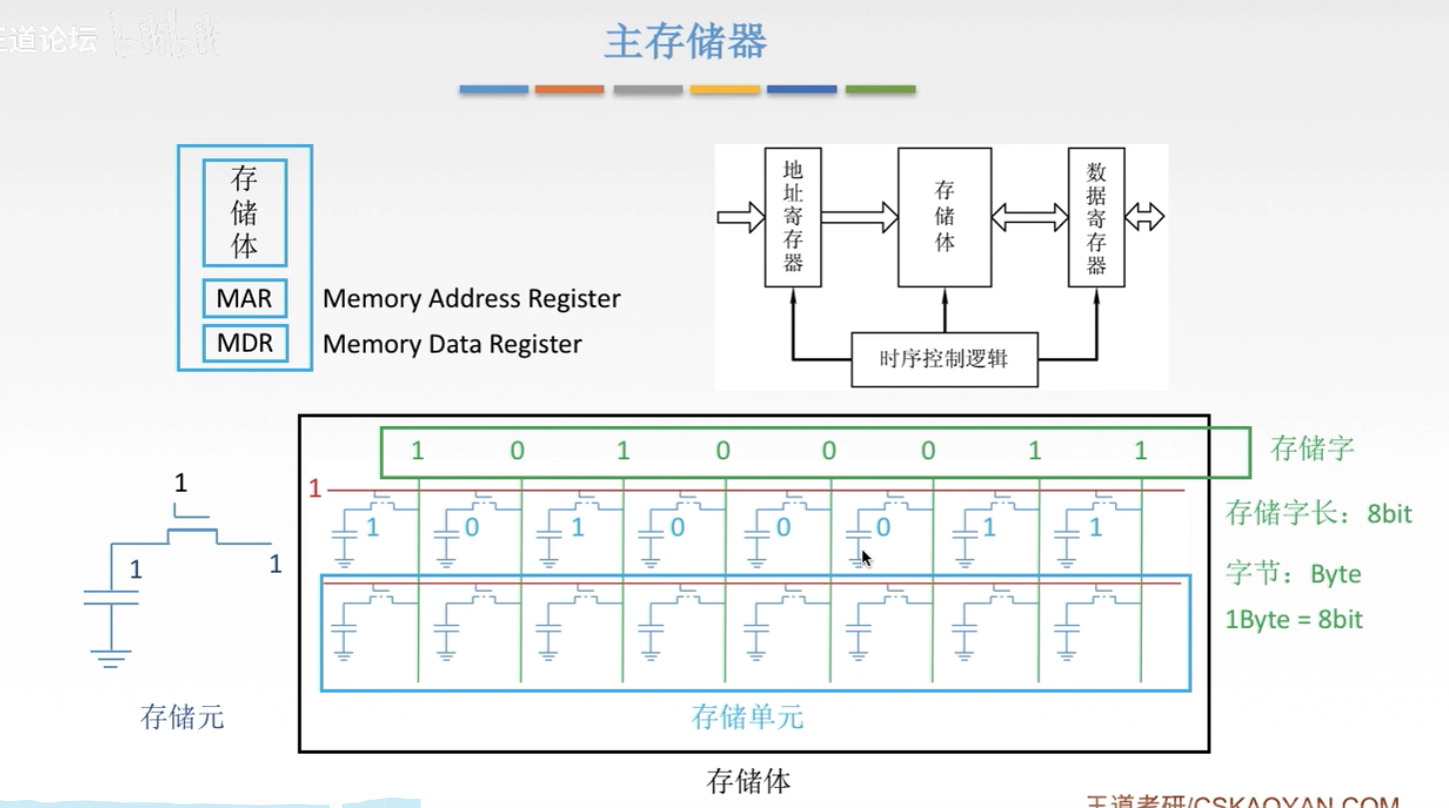 王道论坛 bilibili
主存储器
存储体
MAR
Memory Address Register
MDR
Memory Data Register
地址寄存器
存储体
数据寄存器
时序控制逻辑
1 0 1 0 0 0 1 1
存储字
1
1 0 1 0 0 0 1 1
存储字长：8bit
字节：Byte
1Byte = 8bit
1
1
1
存储元
存储单元
存储体
王道考研/CSKAOYAN.COM